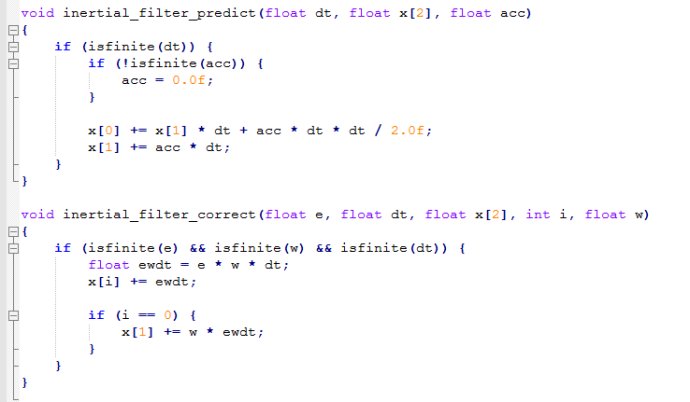 void inertial_filter_predict(float dt, float x[2], float acc)
{
    if (isfinite(dt)) {
        if (!isfinite(acc)) {
            acc = 0.0f;
        }

        x[0] += x[1] * dt + acc * dt * dt / 2.0f;
        x[1] += acc * dt;
    }
}

void inertial_filter_correct(float e, float dt, float x[2], int i, float w)
{
    if (isfinite(e) && isfinite(w) && isfinite(dt)) {
        float ewdt = e * w * dt;
        x[i] += ewdt;

        if (i == 0) {
            x[1] += w * ewdt;
        }
    }
}